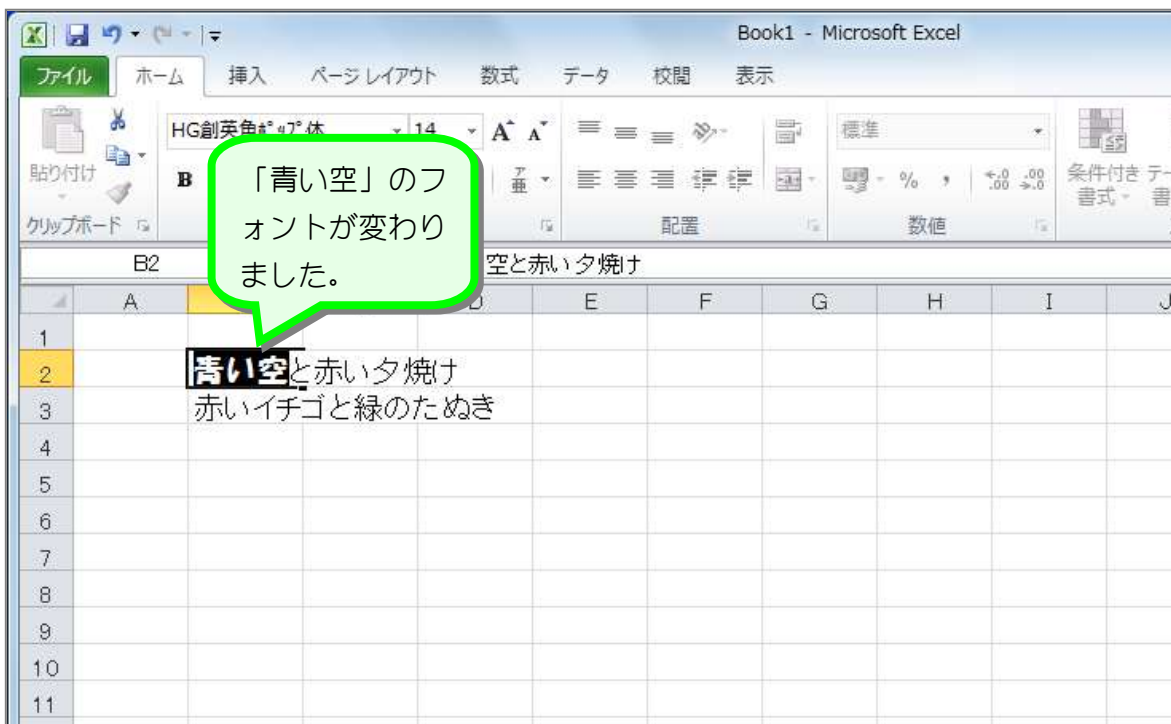 Book1 - Microsoft Excel
ファイル ホーム 挿入 ページ レイアウト 数式 データ 校閲 表示
HG創英角ﾎﾟｯﾌﾟ体 14 A A 標準
貼り付け B ア亜 % , 条件付き
書式
クリップボード 配置 数値
「青い空」のフ
ォントが変わり
ました。
B2 空と赤い夕焼け
A D E F G H I J
1
2 青い空と赤い夕焼け
3 赤いイチゴと緑のたぬき
4
5
6
7
8
9
10
11